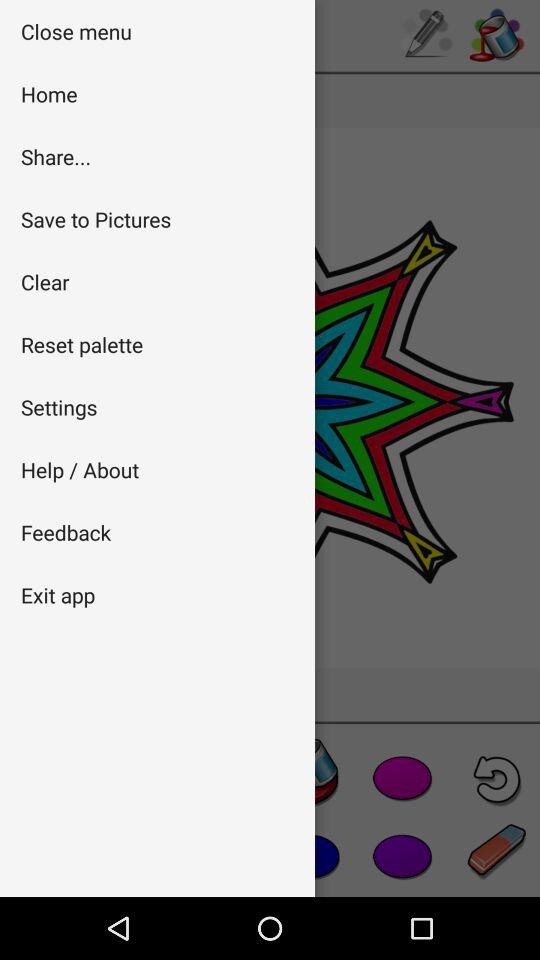 Close menu
Home
Share...
Save to Pictures
Clear
Reset palette
Settings
Help / About
Feedback
Exit app